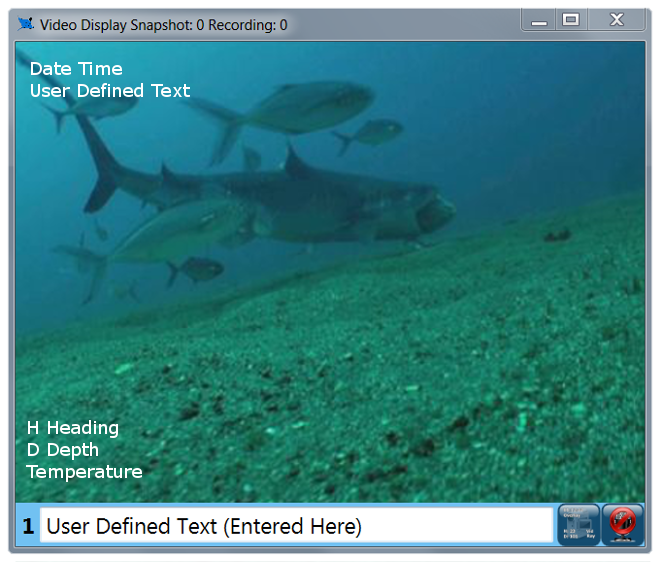 Video Display Snapshot: 0 Recording: 0
Date Time
User Defined Text
H Heading
D Depth
Temperature
1 User Defined Text (Entered Here)